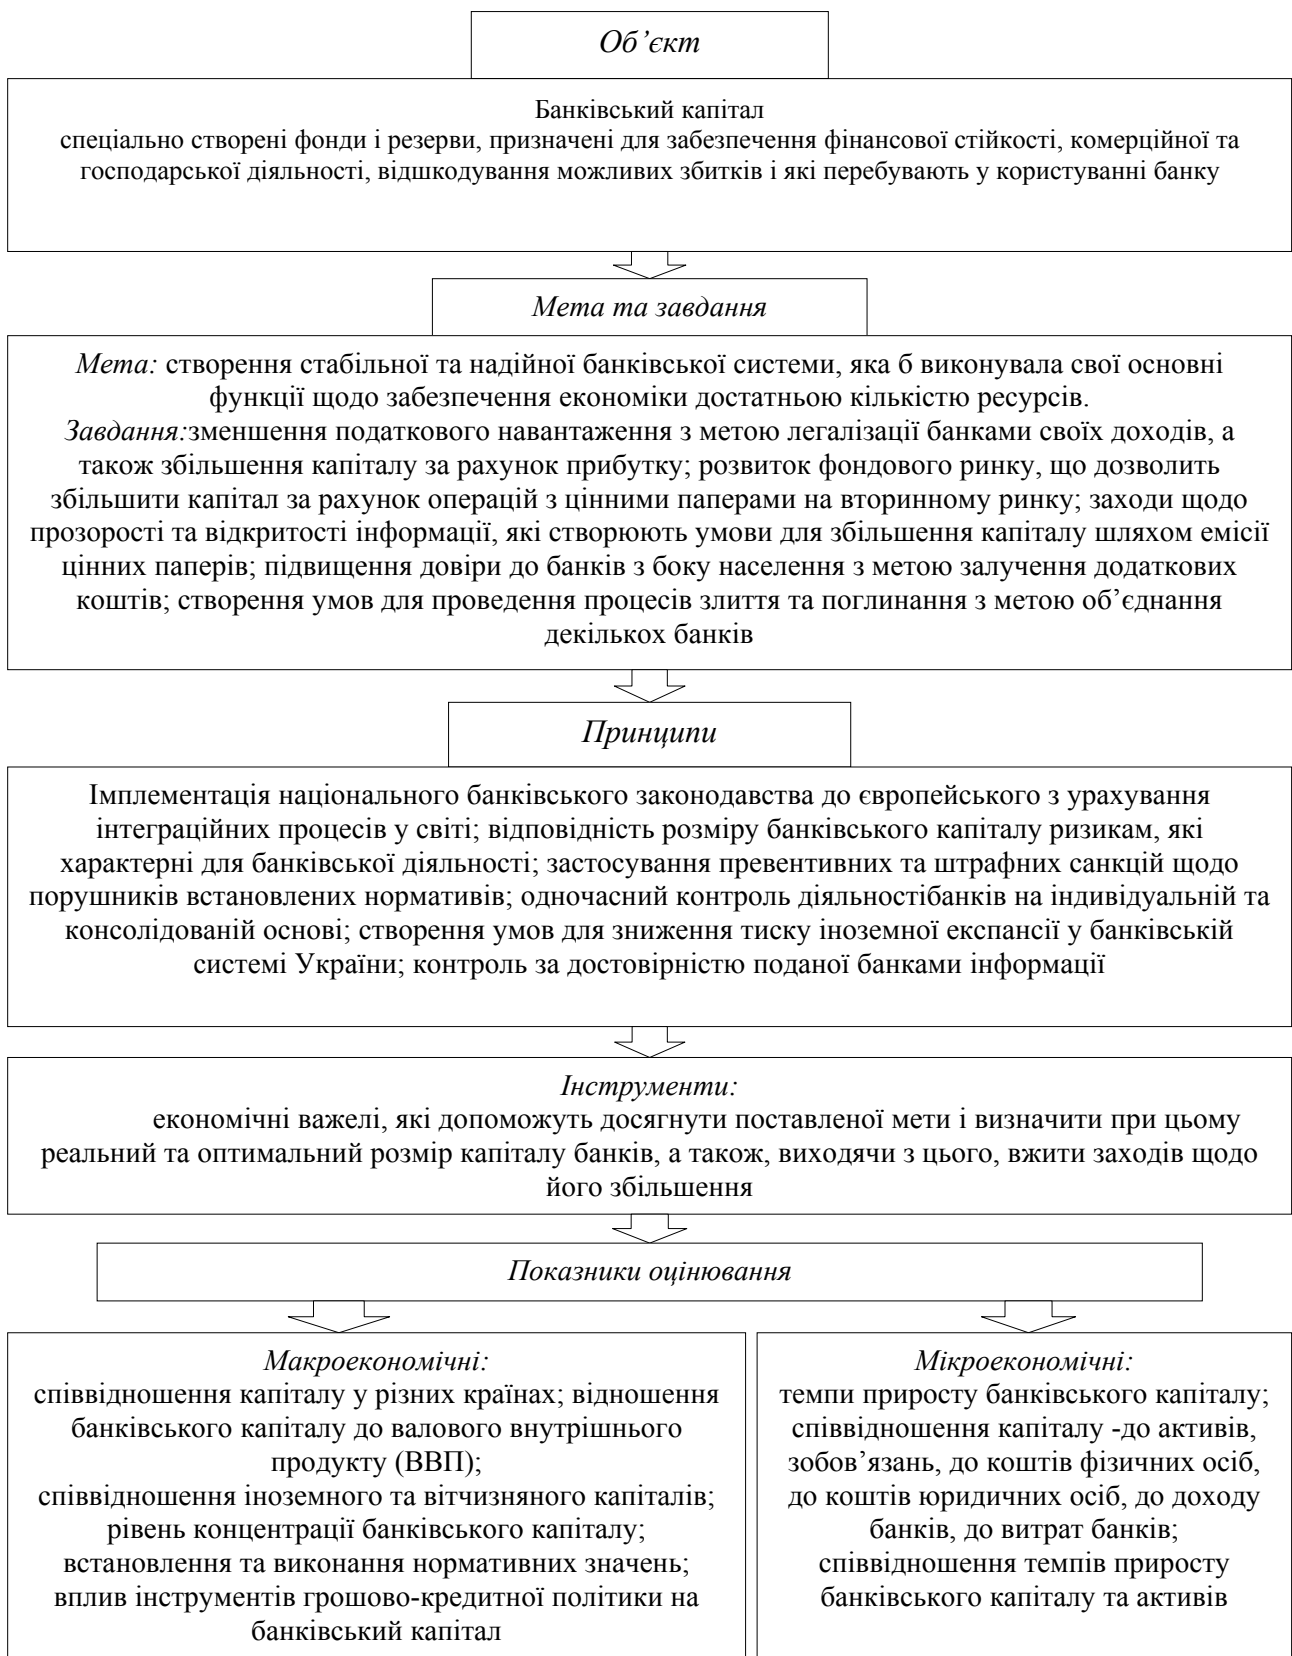 Об’єкт
Банківський капітал
спеціально створені фонди і резерви, призначені для забезпечення фінансової стійкості, комерційної та
господарської діяльності, відшкодування можливих збитків і які перебувають у користуванні банку
Мета та завдання
Мета: створення стабільної та надійної банківської системи, яка б виконувала свої основні
функції щодо забезпечення економіки достатньою кількістю ресурсів.
Завдання:зменшення податкового навантаження з метою легалізації банками своїх доходів, а
також збільшення капіталу за рахунок прибутку; розвиток фондового ринку, що дозволить
збільшити капітал за рахунок операцій з цінними паперами на вторинному ринку; заходи щодо
прозорості та відкритості інформації, які створюють умови для збільшення капіталу шляхом емісії
цінних паперів; підвищення довіри до банків з боку населення з метою залучення додаткових
коштів; створення умов для проведення процесів злиття та поглинання з метою об’єднання
декількох банків
Принципи
Імплементація національного банківського законодавства до європейського з урахування
інтеграційних процесів у світі; відповідність розміру банківського капіталу ризикам, які
характерні для банківської діяльності; застосування превентивних та штрафних санкцій щодо
порушників встановлених нормативів; одночасний контроль діяльностібанків на індивідуальній та
консолідованій основі; створення умов для зниження тиску іноземної експансії у банківській
системі України; контроль за достовірністю поданої банками інформації
Інструменти:
економічні важелі, які допоможуть досягнути поставленої мети і визначити при цьому
реальний та оптимальний розмір капіталу банків, а також, виходячи з цього, вжити заходів щодо
його збільшення
Показники оцінювання
Макроекономічні:
співвідношення капіталу у різних країнах; відношення
банківського капіталу до валового внутрішнього
продукту (ВВП);
співвідношення іноземного та вітчизняного капіталів;
рівень концентрації банківського капіталу;
встановлення та виконання нормативних значень;
вплив інструментів грошово-кредитної політики на
банківський капітал
Мікроекономічні:
темпи приросту банківського капіталу;
співвідношення капіталу -до активів,
зобов’язань, до коштів фізичних осіб,
до коштів юридичних осіб, до доходу
банків, до витрат банків;
співвідношення темпів приросту
банківського капіталу та активів